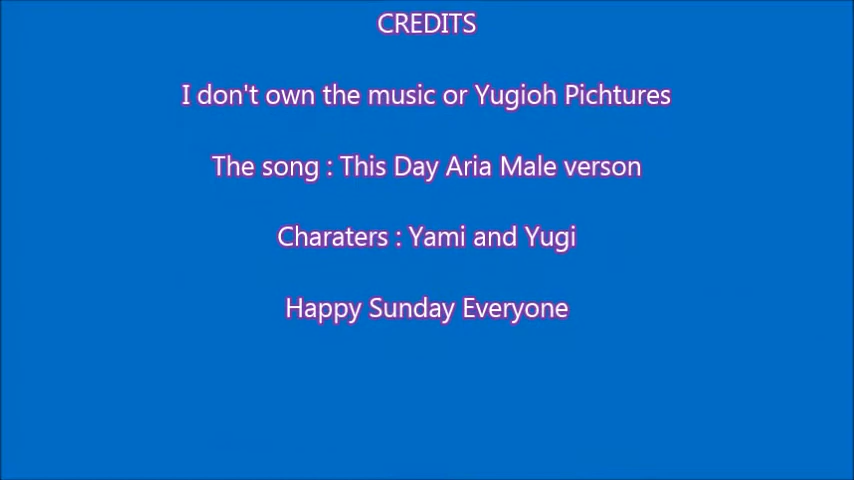 CREDITS
I don't own the music or Yugioh Pichtures
The song : This Day Aria Male verson
Charaters : Yami and Yugi
Happy Sunday Everyone